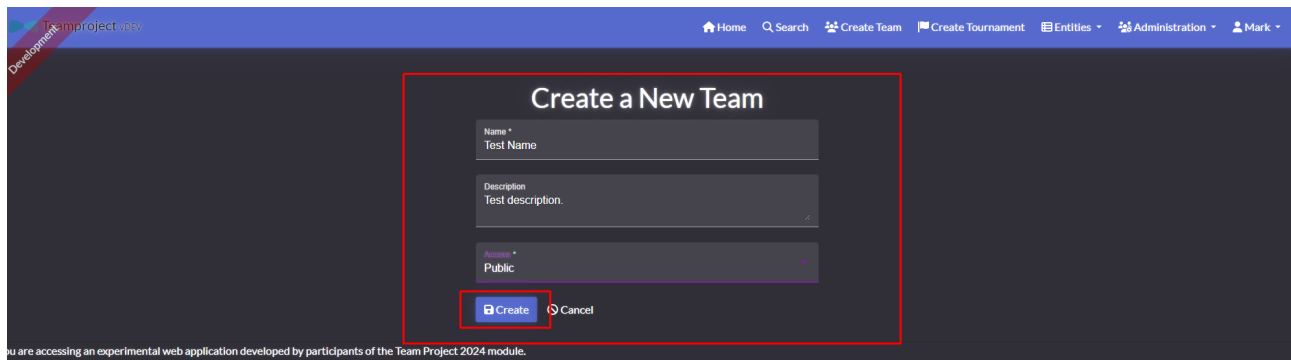 Teamproject vDEV Home Search Create Team Create Tournament Entities Administration Mark
Development
Create a New Team
Name *
Test Name
Description
Test description.
Access *
Public
Create Cancel
ou are accessing an experimental web application developed by participants of the Team Project 2024 module.